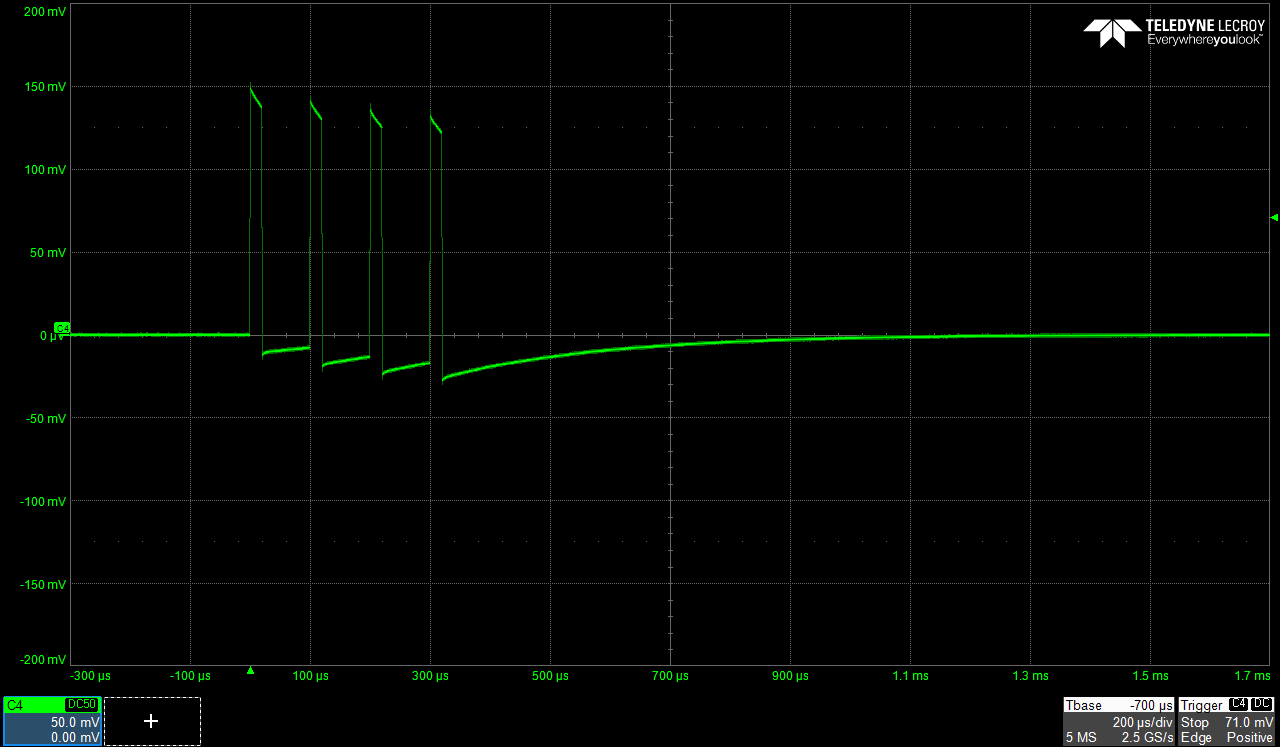 200 mV
TELEDYNE LECROY
Everywhereyoulook™
150 mV
100 mV
50 mV
C4
0 µV
-50 mV
-100 mV
-150 mV
-200 mV
-300 µs -100 µs 100 µs 300 µs 500 µs 700 µs 900 µs 1.1 ms 1.3 ms 1.5 ms 1.7 ms
C4 DC50
50.0 mV
0.00 mV
+
Tbase -700 µs
200 µs/div
5 MS 2.5 GS/s
Trigger C4 DC
Stop 71.0 mV
Edge Positive